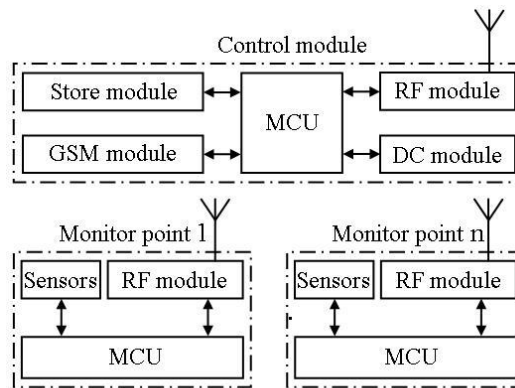 Control module
Store module
RF module
MCU
GSM module
DC module
Monitor point 1
Monitor point n
Sensors
RF module
Sensors
RF module
MCU
MCU